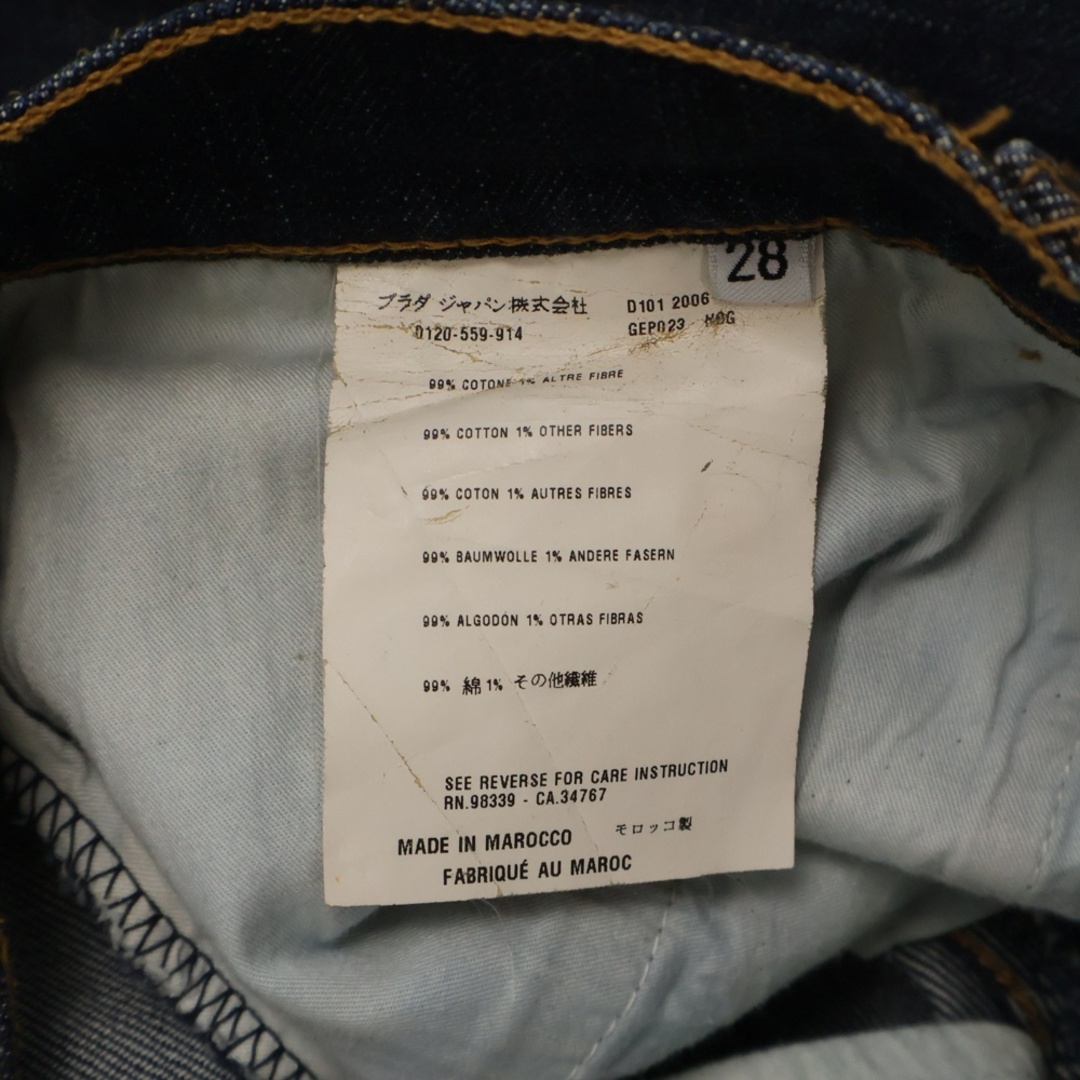 28
プラダ ジャパン株式会社 D101 2006
0120-559-914 GEP023
99% COTONE 1% ALTRE FIBRE
99% COTTON 1% OTHER FIBERS
99% COTON 1% AUTRES FIBRES
99% BAUMWOLLE 1% ANDERE FASERN
99% ALGODÓN 1% OTRAS FIBRAS
99% 綿 1% その他繊維
SEE REVERSE FOR CARE INSTRUCTION
RN.98339 - CA.34767
MADE IN MAROCCO モロッコ製
FABRIQUÉ AU MAROC